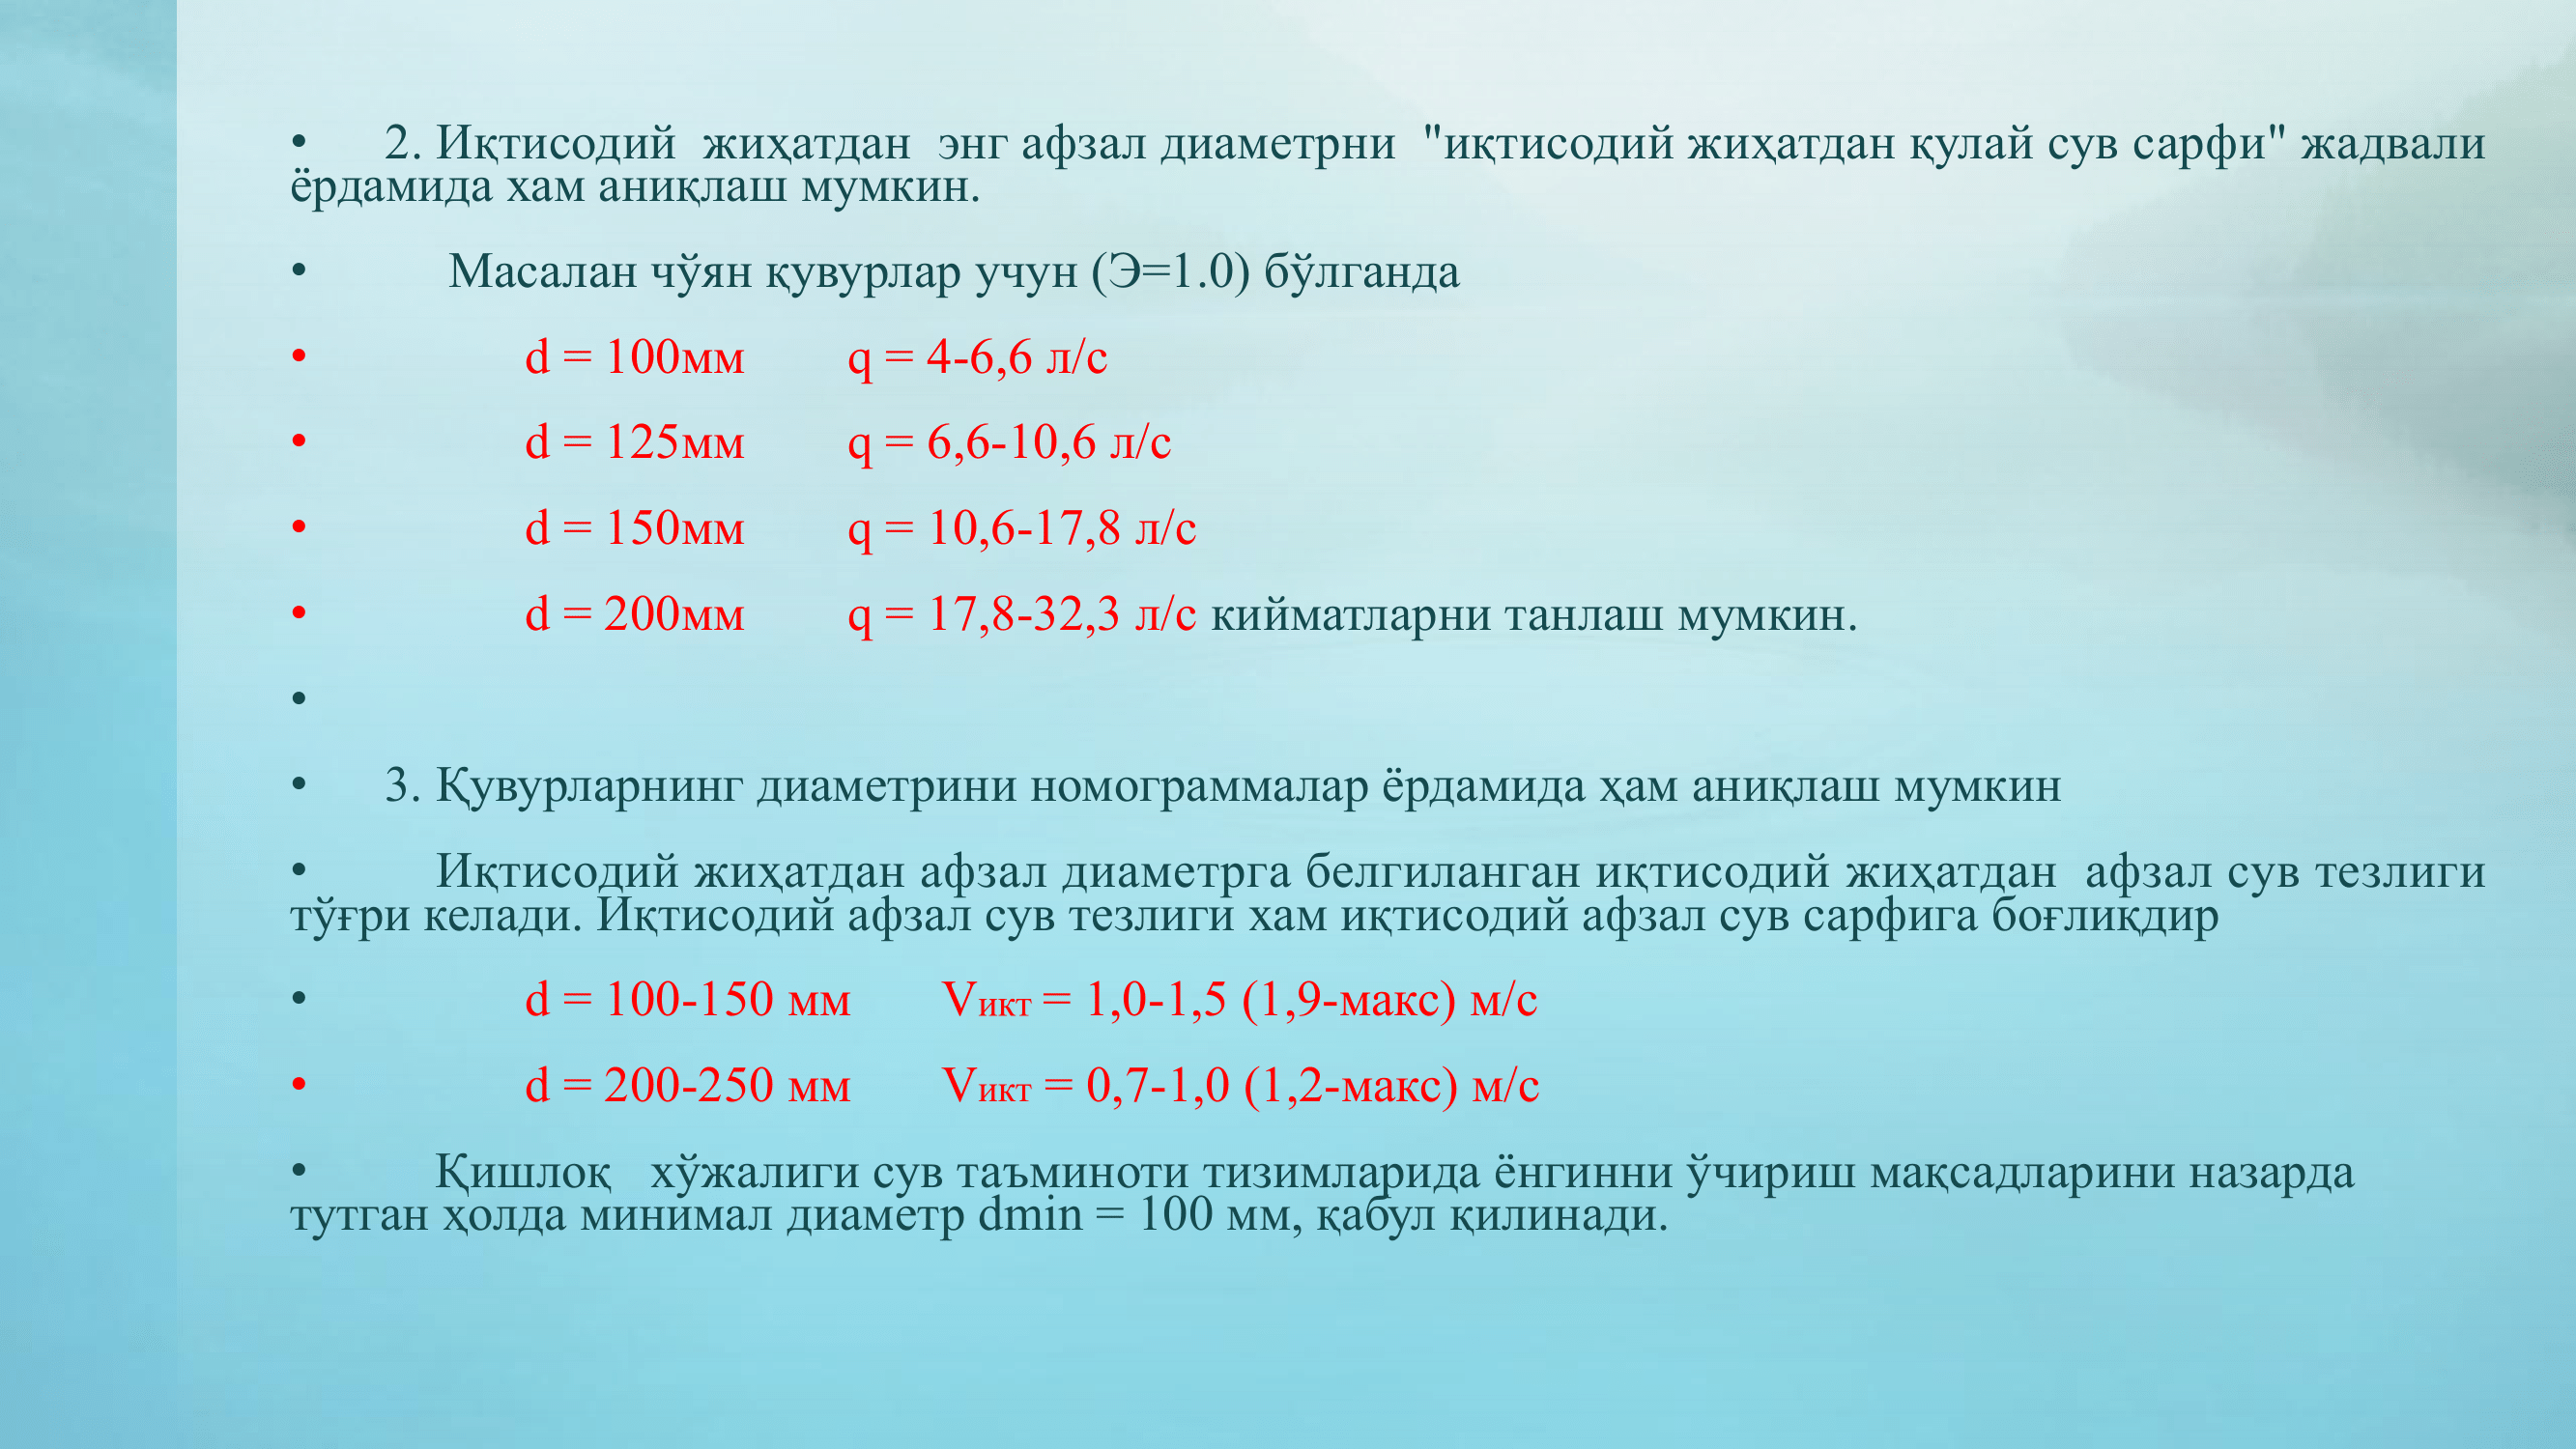 • 2. Иқтисодий жиҳатдан энг афзал диаметрни "иқтисодий жиҳатдан қулай сув сарфи" жадвали
ёрдамида хам аниқлаш мумкин.
• Масалан чўян қувурлар учун (Э=1.0) бўлганда
• d = 100мм q = 4-6,6 л/с
• d = 125мм q = 6,6-10,6 л/с
• d = 150мм q = 10,6-17,8 л/с
• d = 200мм q = 17,8-32,3 л/с кийматларни танлаш мумкин.
•
• 3. Қувурларнинг диаметрини номограммалар ёрдамида ҳам аниқлаш мумкин
• Иқтисодий жиҳатдан афзал диаметрга белгиланган иқтисодий жиҳатдан афзал сув тезлиги
тўғри келади. Иқтисодий афзал сув тезлиги хам иқтисодий афзал сув сарфига боғлиқдир
• d = 100-150 мм Vикт = 1,0-1,5 (1,9-макс) м/с
• d = 200-250 мм Vикт = 0,7-1,0 (1,2-макс) м/с
• Қишлоқ хўжалиги сув таъминоти тизимларида ёнгинни ўчириш мақсадларини назарда
тутган ҳолда минимал диаметр dmin = 100 мм, қабул қилинади.